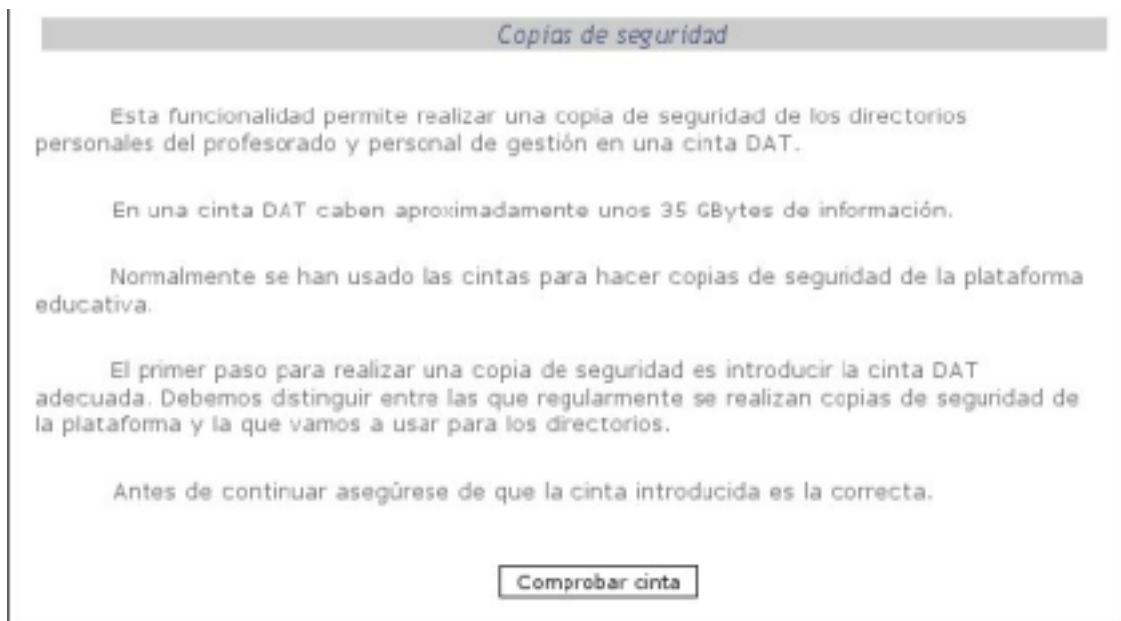 Copias de seguridad
Esta funcionalidad permite realizar una copia de seguridad de los directorios
personales del profesorado y personal de gestión en una cinta DAT.
En una cinta DAT caben aproximadamente unos 35 GBytes de información.
Normalmente se han usado las cintas para hacer copias de seguridad de la plataforma
educativa.
El primer paso para realizar una copia de seguridad es introducir la cinta DAT
adecuada. Debemos distinguir entre las que regularmente se realizan copias de seguridad de
la plataforma y la que vamos a usar para los directorios.
Antes de continuar asegúrese de que la cinta introducida es la correcta.
Comprobar cinta